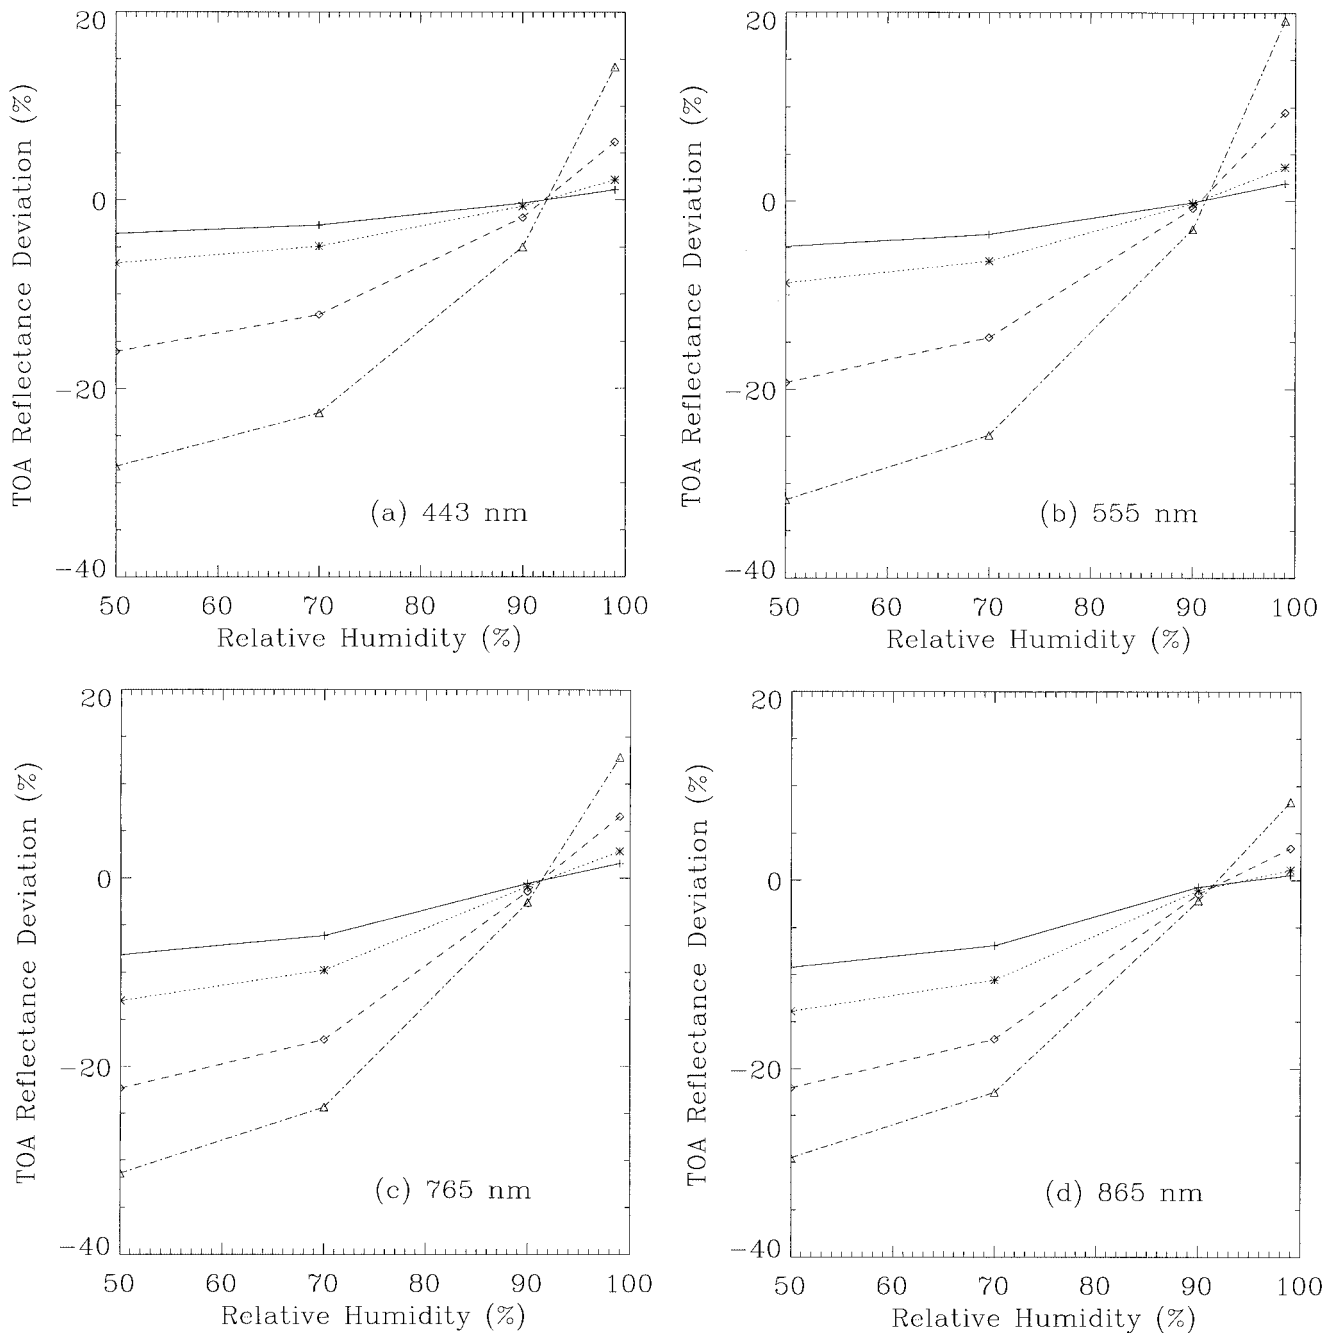 20
0
−20
−40
TOA Reflectance Deviation (%)
(a) 443 nm
50 60 70 80 90 100
Relative Humidity (%)
20
0
−20
−40
TOA Reflectance Deviation (%)
(b) 555 nm
50 60 70 80 90 100
Relative Humidity (%)
20
0
−20
−40
TOA Reflectance Deviation (%)
(c) 765 nm
50 60 70 80 90 100
Relative Humidity (%)
20
0
−20
−40
TOA Reflectance Deviation (%)
(d) 865 nm
50 60 70 80 90 100
Relative Humidity (%)